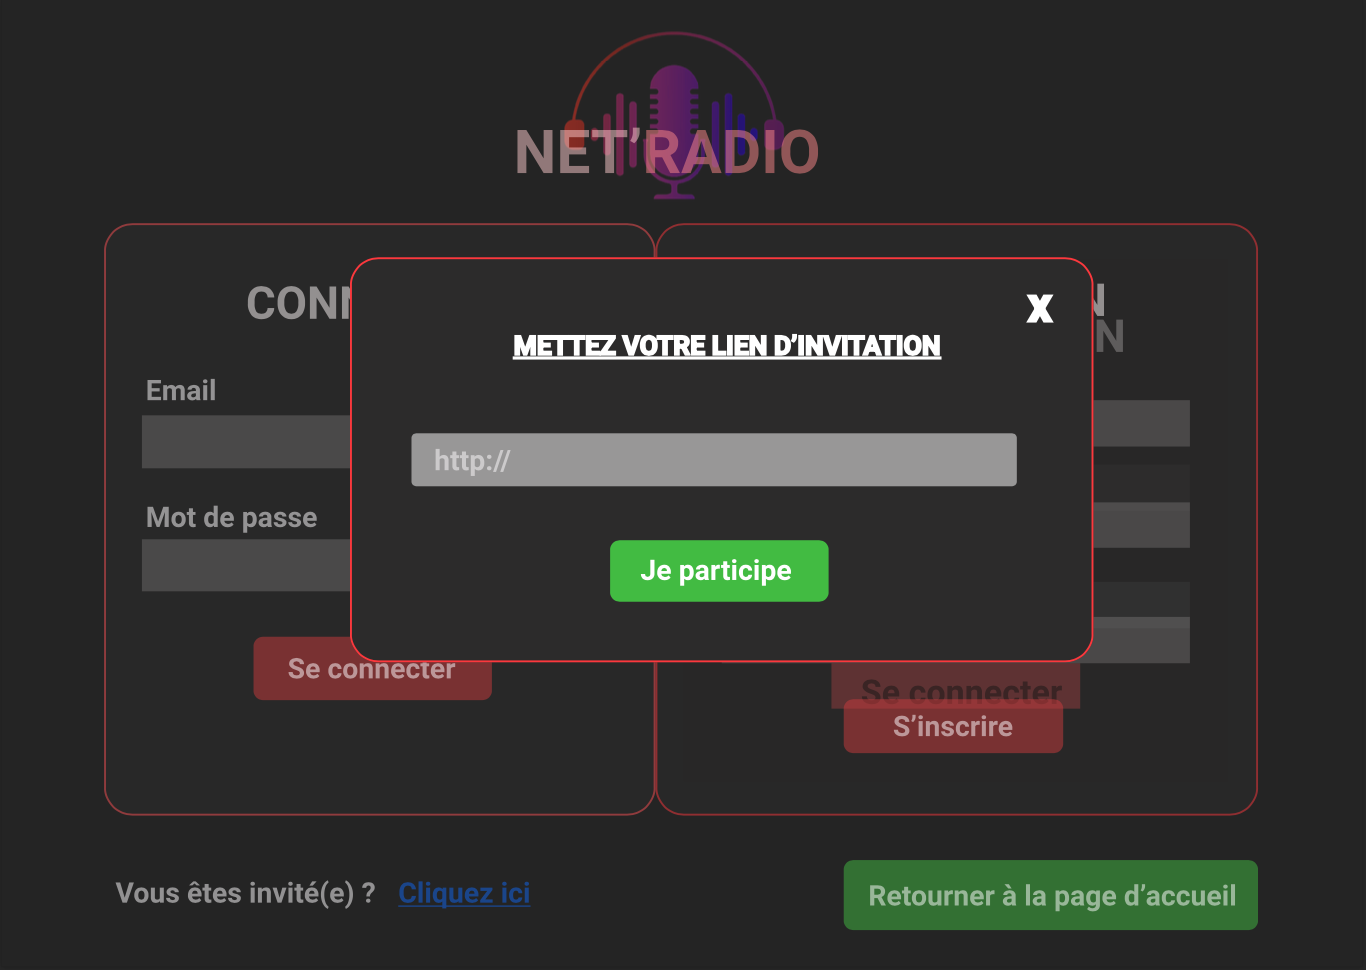 NET’RADIO
CONN
N
N
X
METTEZ VOTRE LIEN D’INVITATION
Email
http://
Mot de passe
Je participe
Se connecter
Se connecter
S’inscrire
Vous êtes invité(e) ? Cliquez ici
Retourner à la page d’accueil